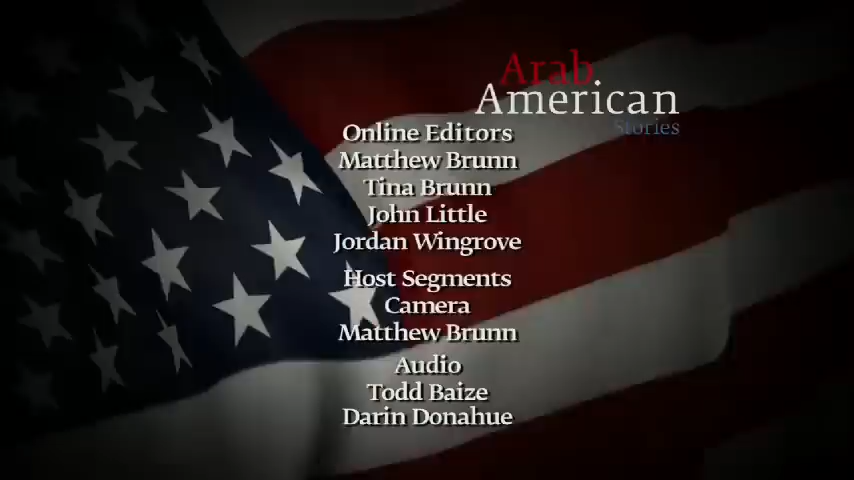 Arab
American
Stories
Online Editors
Matthew Brunn
Tina Brunn
John Little
Jordan Wingrove
Host Segments
Camera
Matthew Brunn
Audio
Todd Baize
Darin Donahue